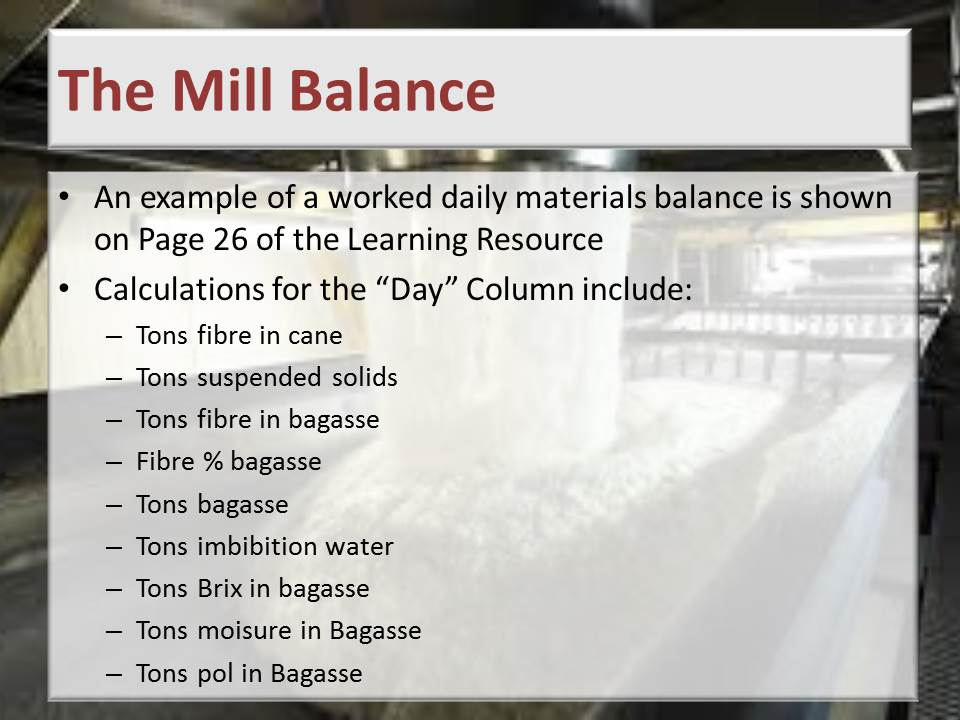 The Mill Balance
• An example of a worked daily materials balance is shown
on Page 26 of the Learning Resource
• Calculations for the “Day” Column include:
– Tons fibre in cane
– Tons suspended solids
– Tons fibre in bagasse
– Fibre % bagasse
– Tons bagasse
– Tons imbibition water
– Tons Brix in bagasse
– Tons moisure in Bagasse
– Tons pol in Bagasse